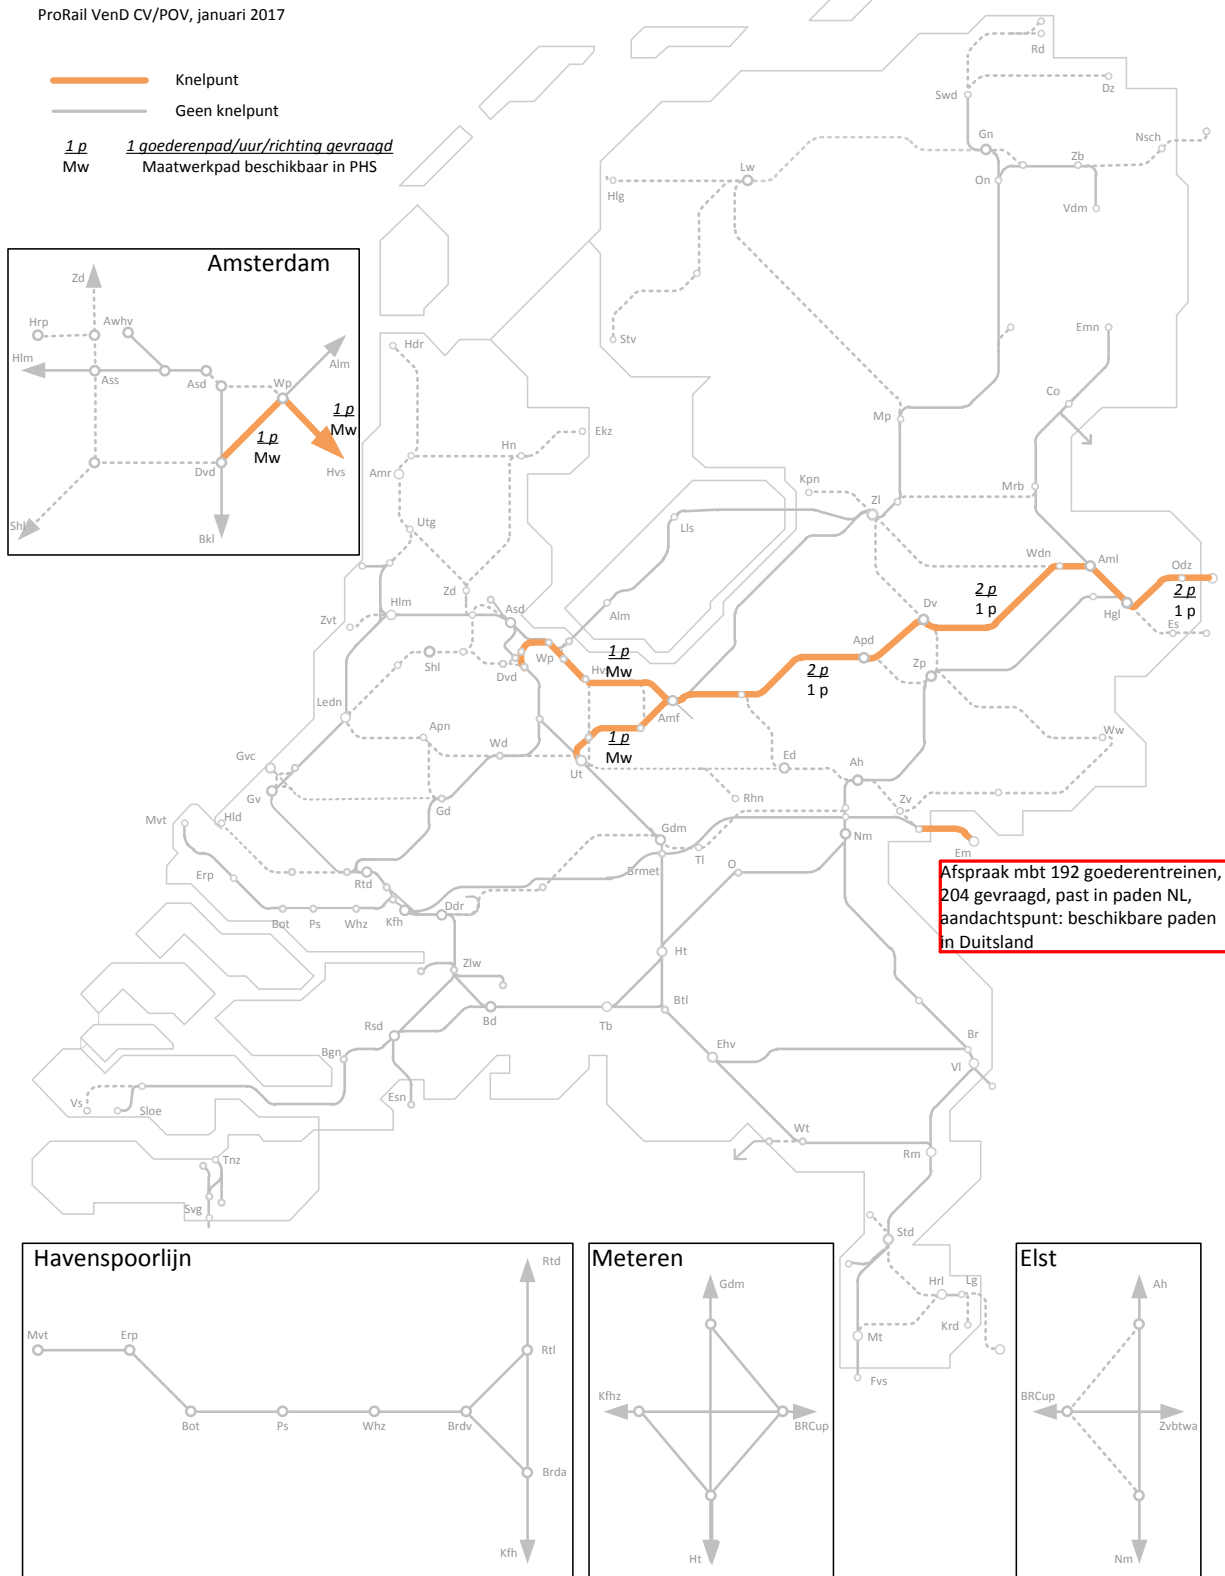 ProRail VenD CV/POV, januari 2017
Knelpunt
Geen knelpunt
1 p 1 goederenpad/uur/richting gevraagd
Mw Maatwerkpad beschikbaar in PHS
Rd
Dz
Swd
Gn
Nsch
Zb
On
Vdm
Lw
Hlg
Stv
Amsterdam
Zd
Hrp
Awhv
Hlm
Ass
Asd
Wp
Alm
1 p
Mw
1 p
Mw
Dvd
Hvs
Shl
Bkl
Hdr
Emn
Co
Mp
Ekz
Hn
Amr
Kpn
Zl
Mrb
Utg
Lls
Wdn
Aml
Odz
Zd
Asd
Alm
Hlm
Zvt
2 p
1 p
2 p
1 p
Dv
Hgl
Es
Shl
Dvd
Wp
Hvs
1 p
Mw
Apd
Zp
2 p
1 p
Ledn
Amf
Apn
Wd
1 p
Mw
Ww
Gvc
Ut
Ed
Ah
Gv
Gd
Rhn
Zv
Mvt
Hld
Gdm
Tl
Nm
Em
Erp
Rtd
Brmet
O
Afspraak mbt 192 goederentreinen,
204 gevraagd, past in paden NL,
aandachtspunt: beschikbare paden
in Duitsland
Bot
Ps
Whz
Kfh
Ddr
Ht
Zlw
Btl
Rsd
Bd
Tb
Bgn
Ehv
Br
Vl
Vs
Sloe
Esn
Wt
Rm
Tnz
Svg
Std
Hrl
Lg
Krd
Mt
Fvs
Havenspoorlijn
Rtd
Mvt
Erp
Rtl
Bot
Ps
Whz
Brdv
Brda
Kfh
Meteren
Gdm
Kfhz
BRCup
Ht
Elst
Ah
BRCup
Zvbtwa
Nm